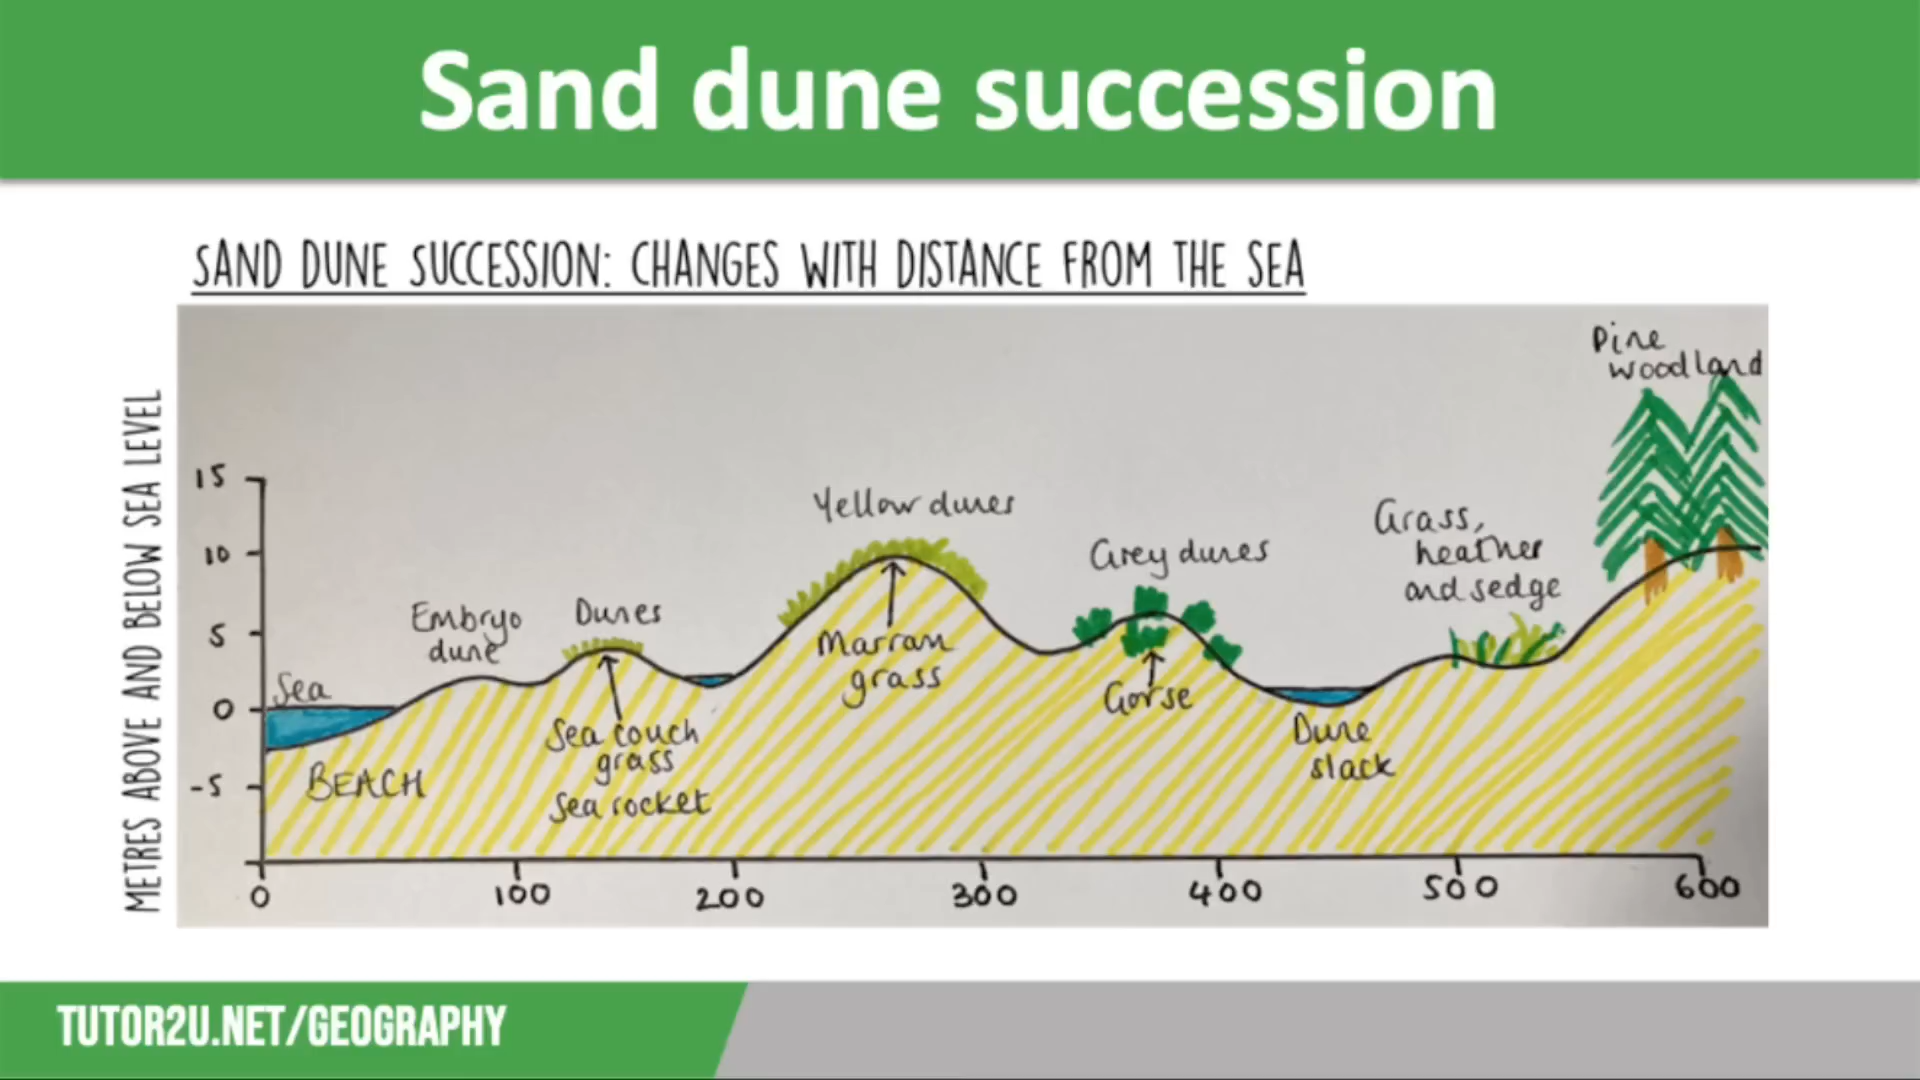 Sand dune succession
SAND DUNE SUCCESSION: CHANGES WITH DISTANCE FROM THE SEA
METRES ABOVE AND BELOW SEA LEVEL
Pine
woodland
15
10
5
0
-5
Yellow dunes
Grey dunes
Grass,
heather
and sedge
Embryo
dune
Dunes
Marram
grass
Sea
Gorse
Sea couch
grass
Sea rocket
Dune
slack
BEACH
0
100
200
300
400
500
600
TUTOR2U.NET/GEOGRAPHY